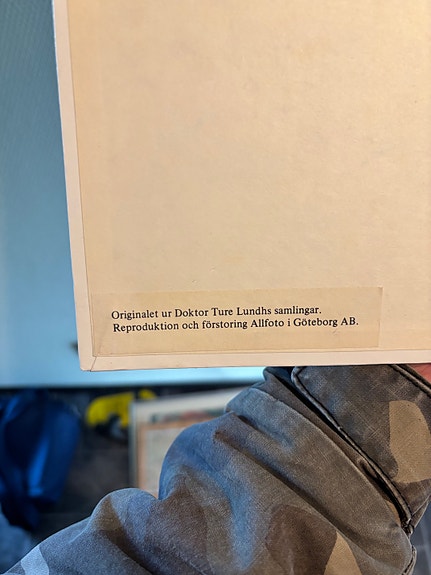 Originalet ur Doktor Ture Lundhs samlingar.
Reproduktion och förstoring Allfoto i Göteborg AB.